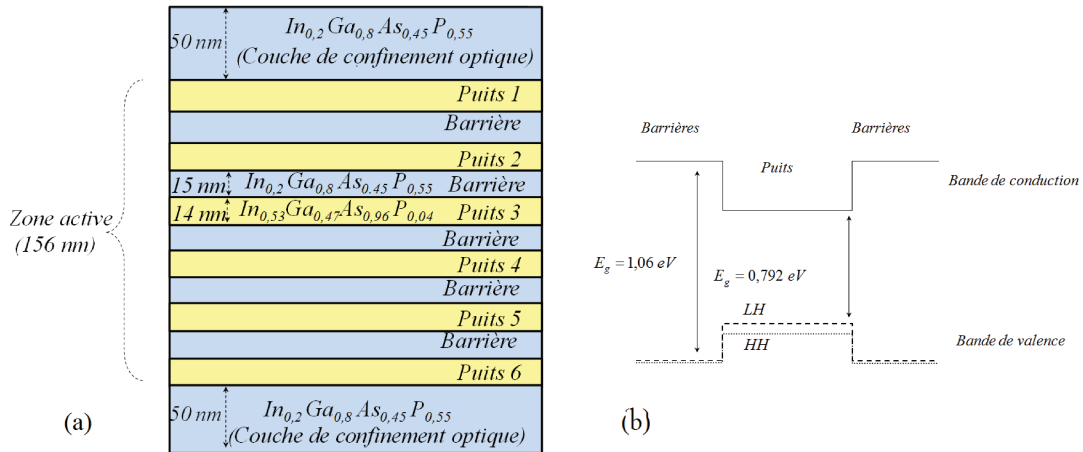 50 nm
In0,2 Ga0,8 As0,45 P0,55
(Couche de confinement optique)
Puits 1
Barrière
Puits 2
15 nm In0,2 Ga0,8 As0.45 P0,55 Barrière
14 nm In0,53Ga0,47As0,96P0,04 Puits 3
Barrière
Puits 4
Barrière
Puits 5
Barrière
Puits 6
50 nm
In0,2 Ga0,8 As0,45 P0,55
(Couche de confinement optique)
Zone active
(156 nm)
(a)
Barrières
Barrières
Puits
Bande de conduction
Eg = 1,06 eV
Eg = 0,792 eV
LH
HH
Bande de valence
(b)